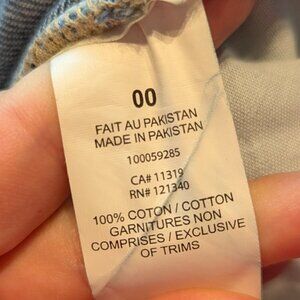 00
FAIT AU PAKISTAN
MADE IN PAKISTAN
100059285
CA# 11319
RN# 121340
100% COTON / COTTON
GARNITURES NON
COMPRISES / EXCLUSIVE
OF TRIMS